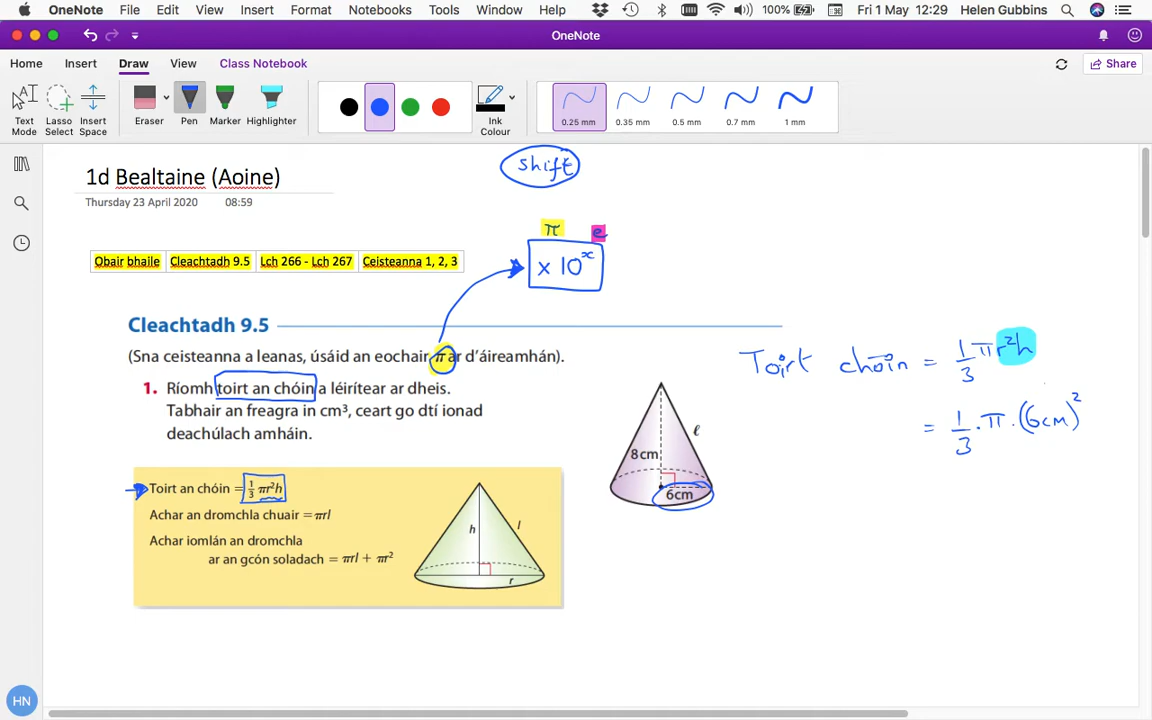 OneNote File Edit View Insert Format Notebooks Tools Window Help 100% Fri 1 May 12:29 Helen Gubbins
OneNote
Home Insert Draw View Class Notebook Share
Text Mode Lasso Select Insert Space Eraser Pen Marker Highlighter Ink Colour 0.25 mm 0.35 mm 0.5 mm 0.7 mm 1 mm
shift
1d Bealtaine (Aoine)
Thursday 23 April 2020 08:59
π e
x 10ˣ
Obair bhaile Cleachtadh 9.5 Lch 266 - Lch 267 Ceisteanna 1, 2, 3
Cleachtadh 9.5
(Sna ceisteanna a leanas, úsáid an eochair π ar d'áireamhán).
1. Ríomh toirt an chóin a léirítear ar dheis.
Tabhair an freagra in cm³, ceart go dtí ionad
deachúlach amháin.
Toirt an chóin = 1/3 πr²h
Achar an dromchla chuair = πrl
Achar iomlán an dromchla
ar an gcón soladach = πrl + πr²
h l
r
8 cm ℓ
6 cm
Toirt chóin = 1/3 πr²h
= 1/3 . π . (6cm)²
HN